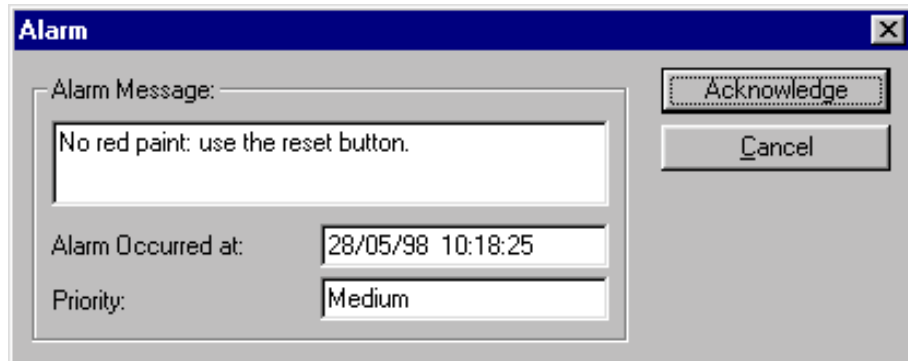 Alarm
Alarm Message:
Acknowledge
No red paint: use the reset button.
Cancel
Alarm Occurred at: 28/05/98 10:18:25
Priority: Medium